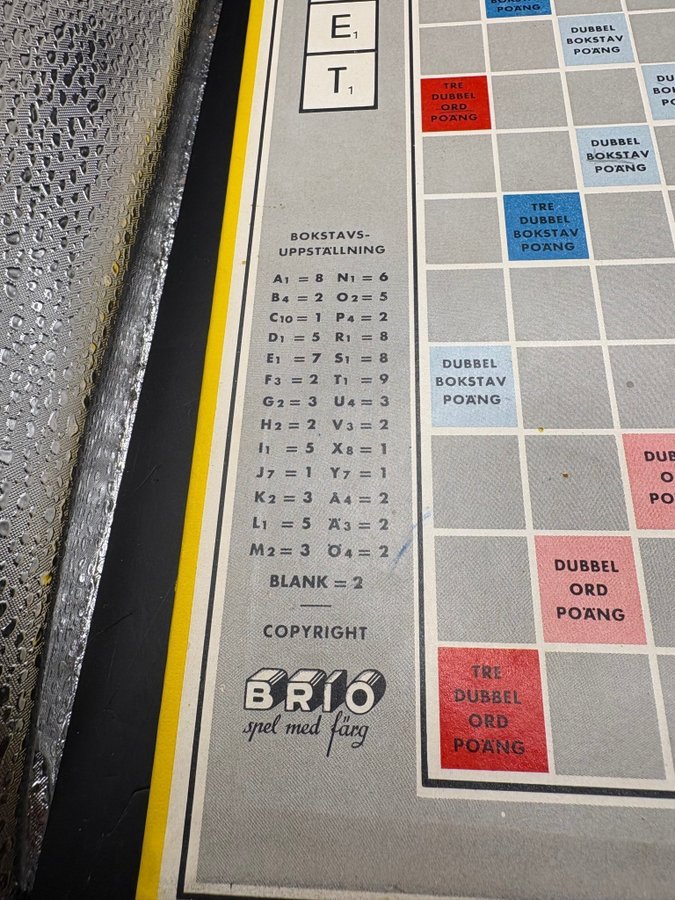 E1
T1
BOKSTAVS-
UPPSTÄLLNING
A1 = 8 N1 = 6
B4 = 2 O2 = 5
C10 = 1 P4 = 2
D1 = 5 R1 = 8
E1 = 7 S1 = 8
F3 = 2 T1 = 9
G2 = 3 U4 = 3
H2 = 2 V3 = 2
I1 = 5 X8 = 1
J7 = 1 Y7 = 1
K2 = 3 Å4 = 2
L1 = 5 Ä3 = 2
M2 = 3 Ö4 = 2
BLANK = 2
COPYRIGHT
BRIO
spel med färg
BOKSTAV
POÄNG
DUBBEL
BOKSTAV
POÄNG
TRE
DUBBEL
ORD
POÄNG
DUBBEL
BOKSTAV
POÄNG
TRE
DUBBEL
BOKSTAV
POÄNG
DUBBEL
BOKSTAV
POÄNG
DUB
O
PO
DUBBEL
ORD
POÄNG
TRE
DUBBEL
ORD
POÄNG